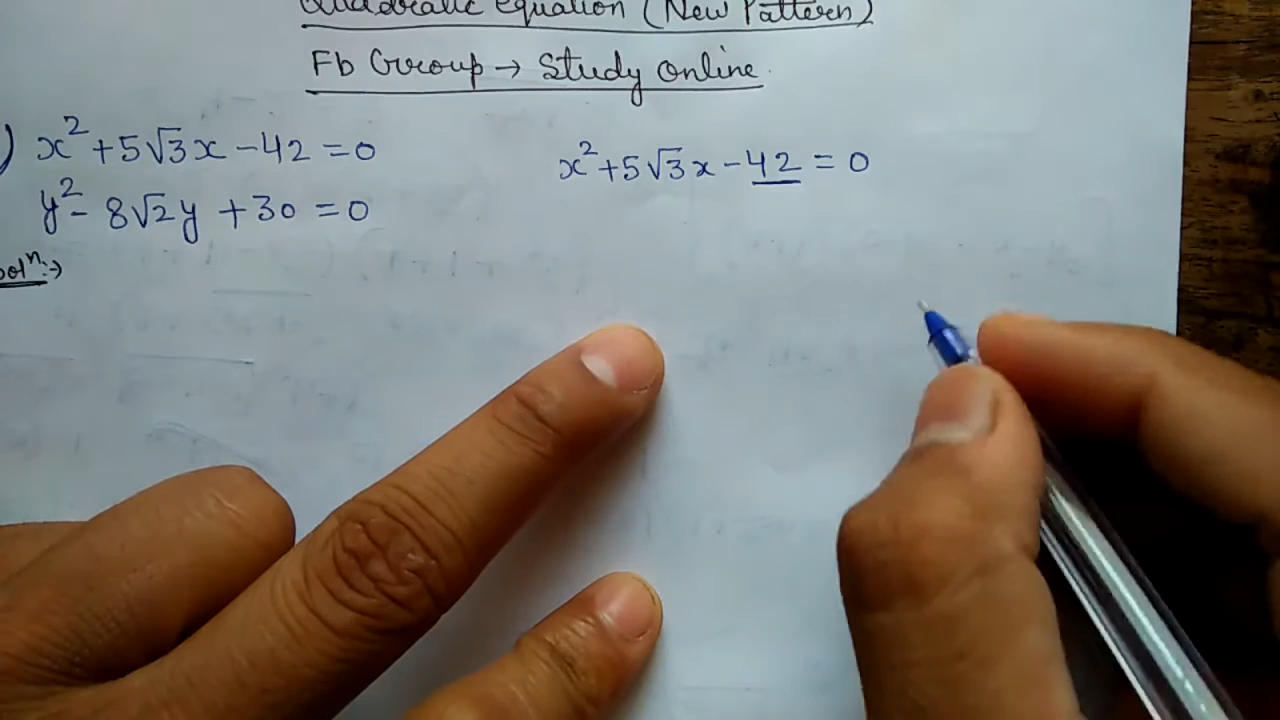 Quadratic Equation (New Pattern)
Fb Group → Study Online.
) x² + 5√3x - 42 = 0
y² - 8√2y + 30 = 0
Solⁿ:→
x² + 5√3x - 42 = 0